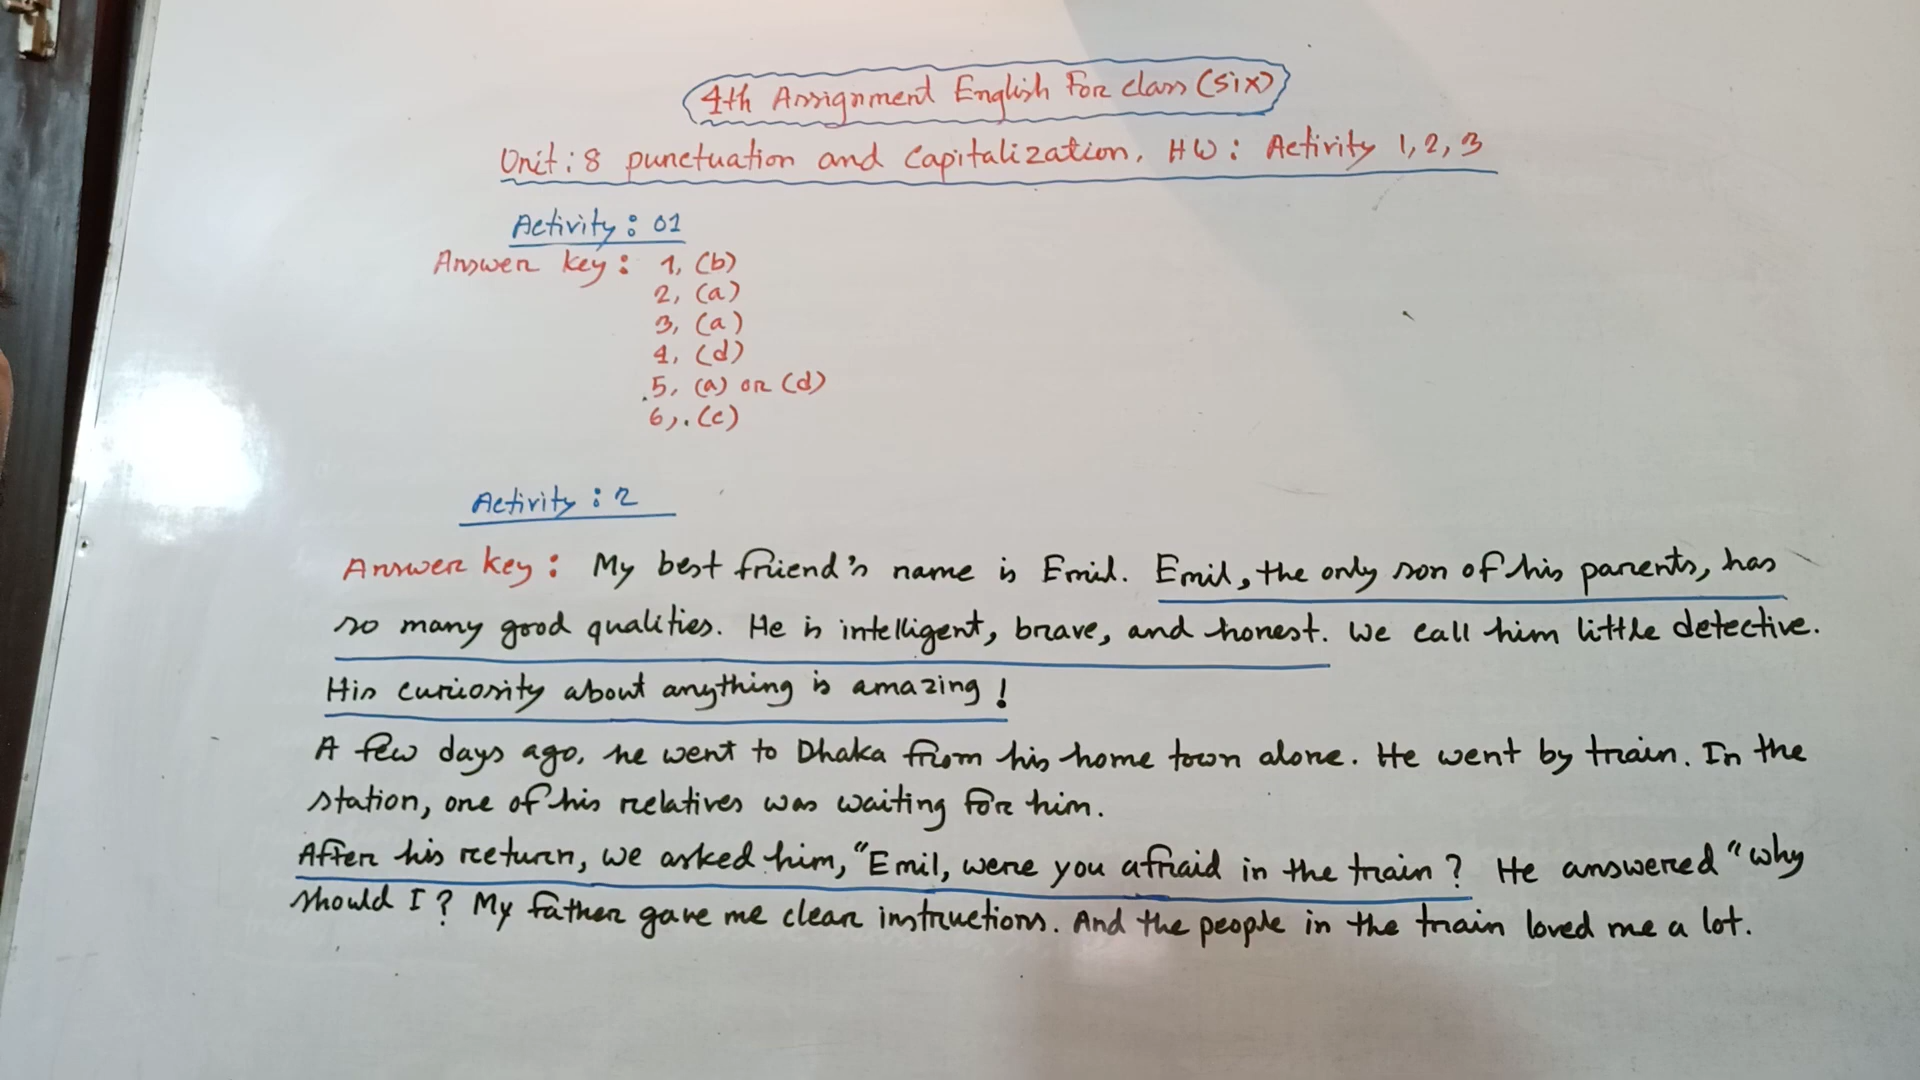 4th Assignment English For class (six)
Unit : 8 punctuation and Capitalization, HW : Activity 1, 2, 3
Activity : 01
Answer key : 1, (b)
2, (a)
3, (a)
4, (d)
5, (a) or (d)
6, (c)
Activity : 2
Answer key : My best friend's name is Emil. Emil, the only son of his parents, has
so many good qualities. He is intelligent, brave, and honest. We call him little detective.
His curiosity about anything is amazing !
A few days ago, he went to Dhaka from his home town alone. He went by train. In the
station, one of his relatives was waiting for him.
After his return, we asked him, "Emil, were you afraid in the train ? He answered "why
should I ? My father gave me clear instructions. And the people in the train loved me a lot.